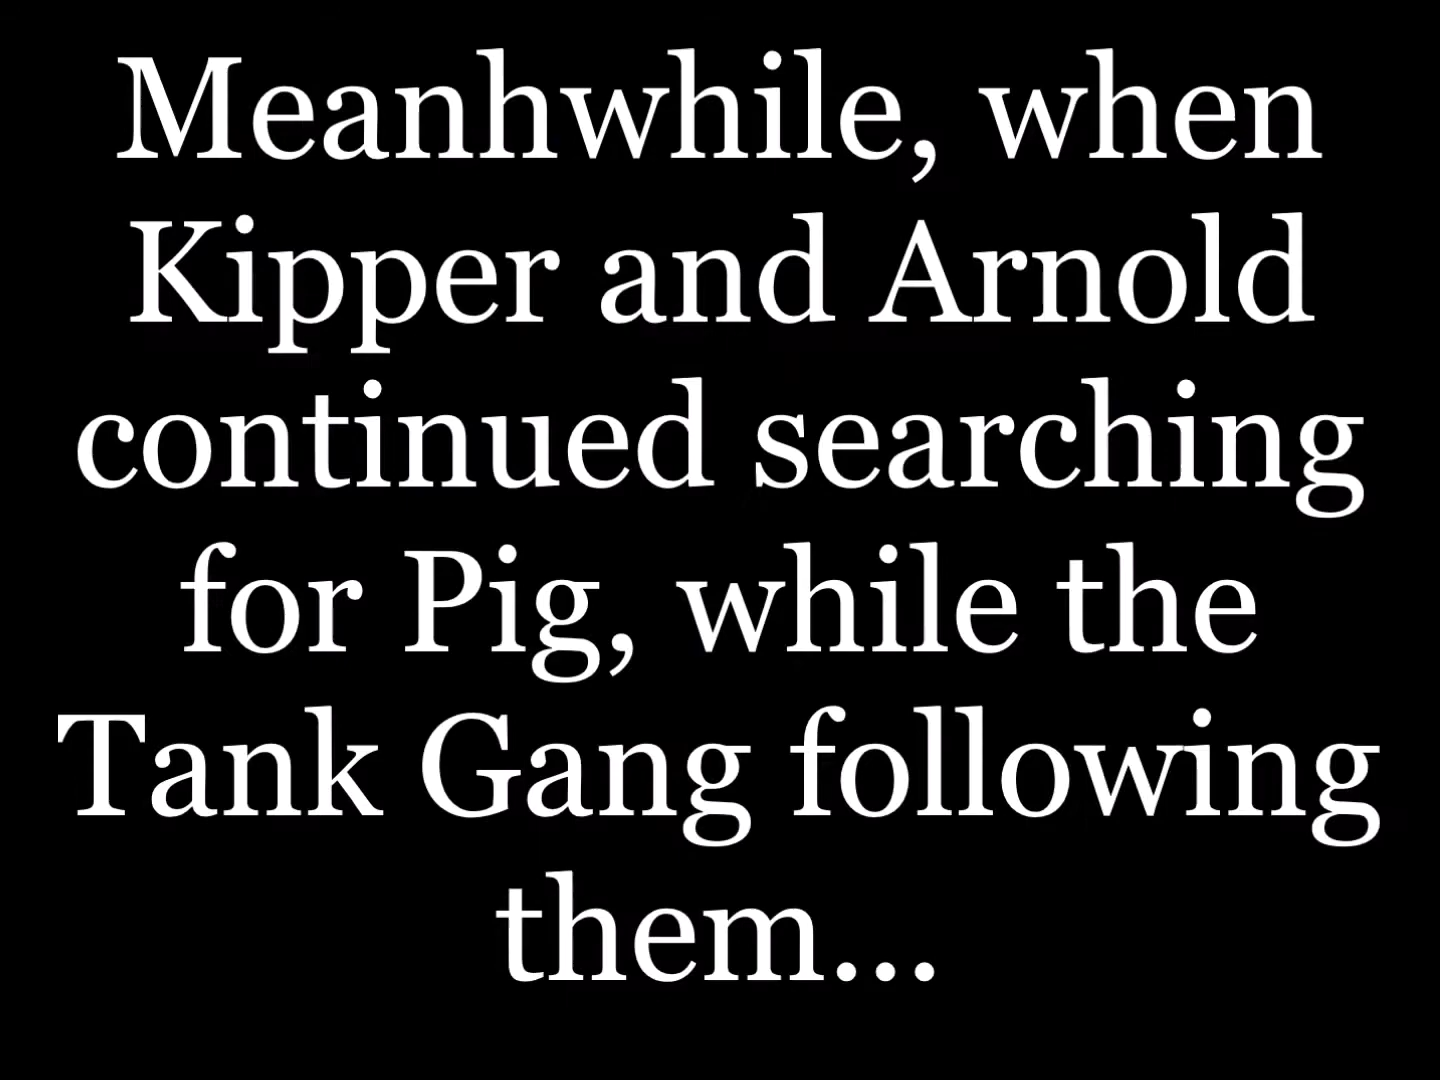 Meanhwhile, when
Kipper and Arnold
continued searching
for Pig, while the
Tank Gang following
them...